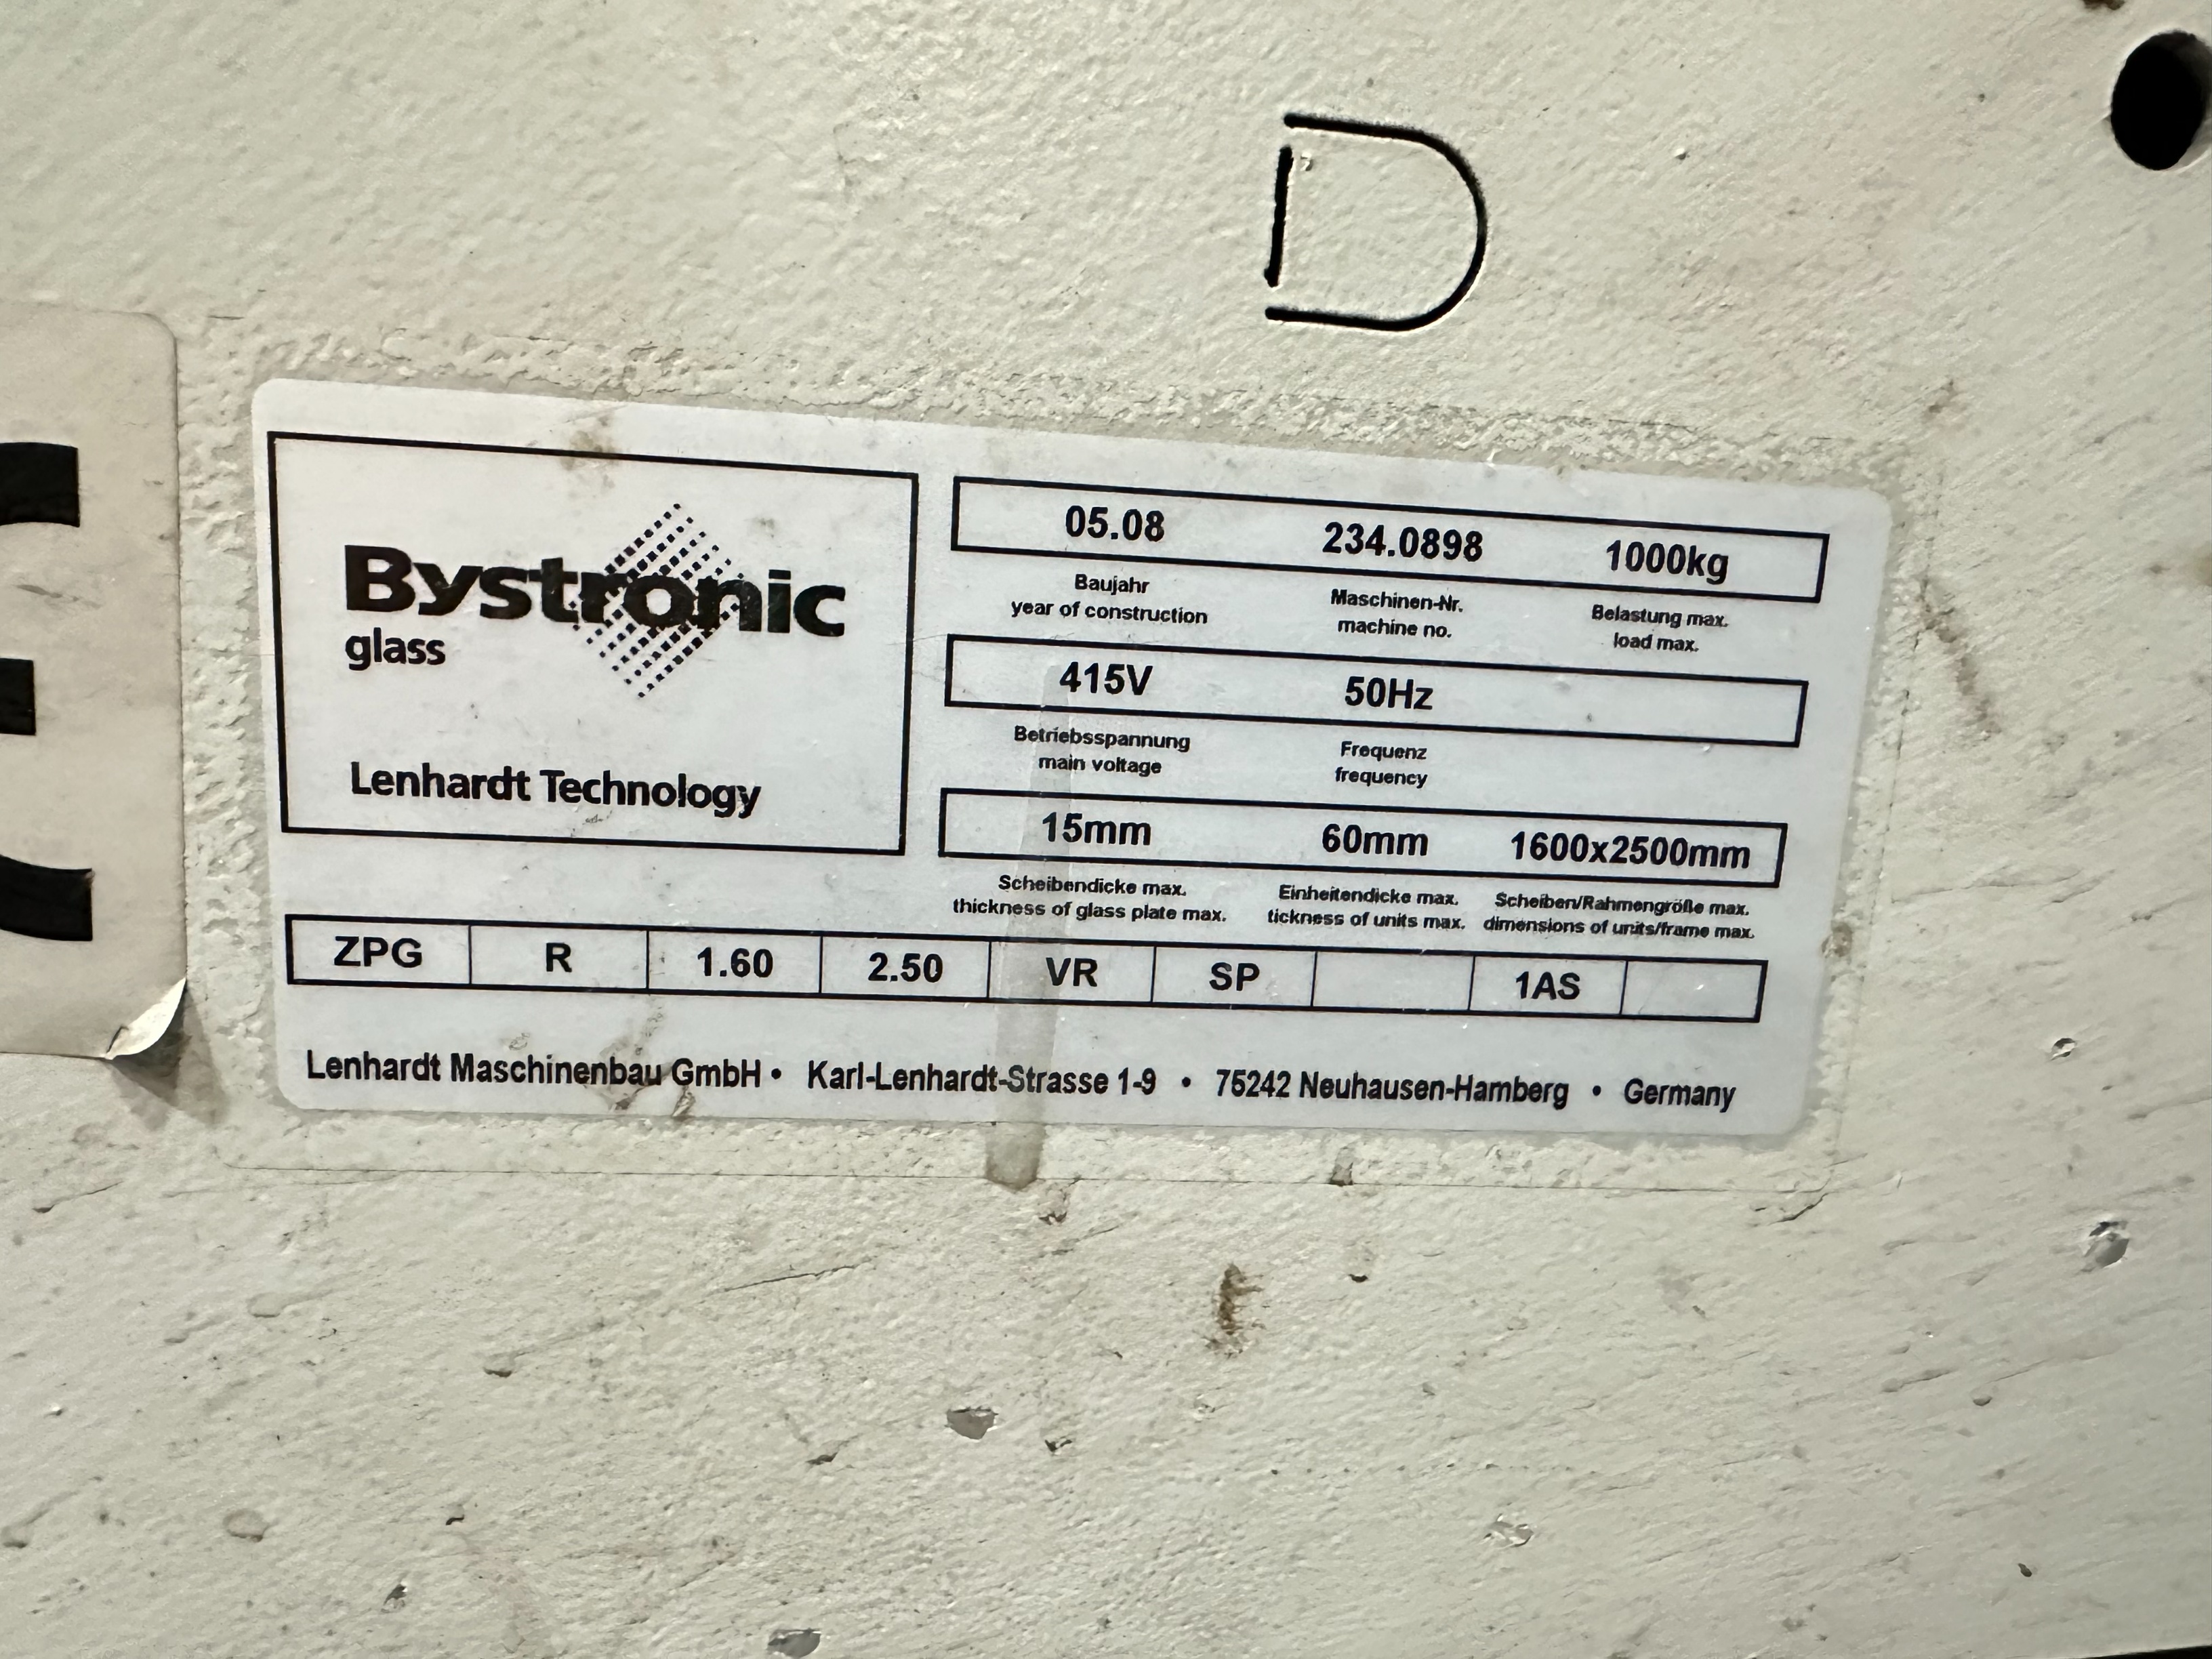 D
CE
Bystronic
glass
Lenhardt Technology
05.08 234.0898 1000kg
Baujahr Maschinen-Nr. Belastung max.
year of construction machine no. load max.
415V 50Hz
Betriebsspannung Frequenz
main voltage frequency
15mm 60mm 1600x2500mm
Scheibendicke max. Einheitendicke max. Scheiben/Rahmengröße max.
thickness of glass plate max. tickness of units max. dimensions of units/frame max.
ZPG R 1.60 2.50 VR SP 1AS
Lenhardt Maschinenbau GmbH • Karl-Lenhardt-Strasse 1-9 • 75242 Neuhausen-Hamberg • Germany